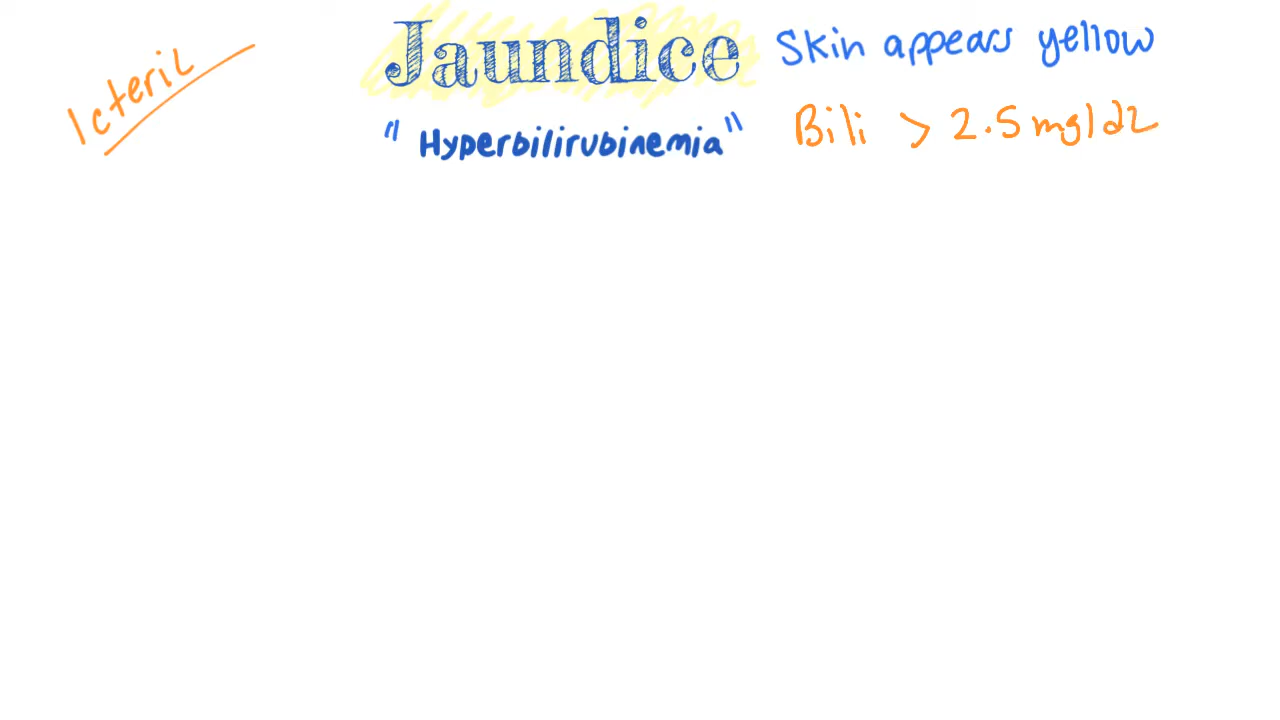 Icteric
Jaundice
Skin appears yellow
" Hyperbilirubinemia "
Bili > 2.5 mg/dL